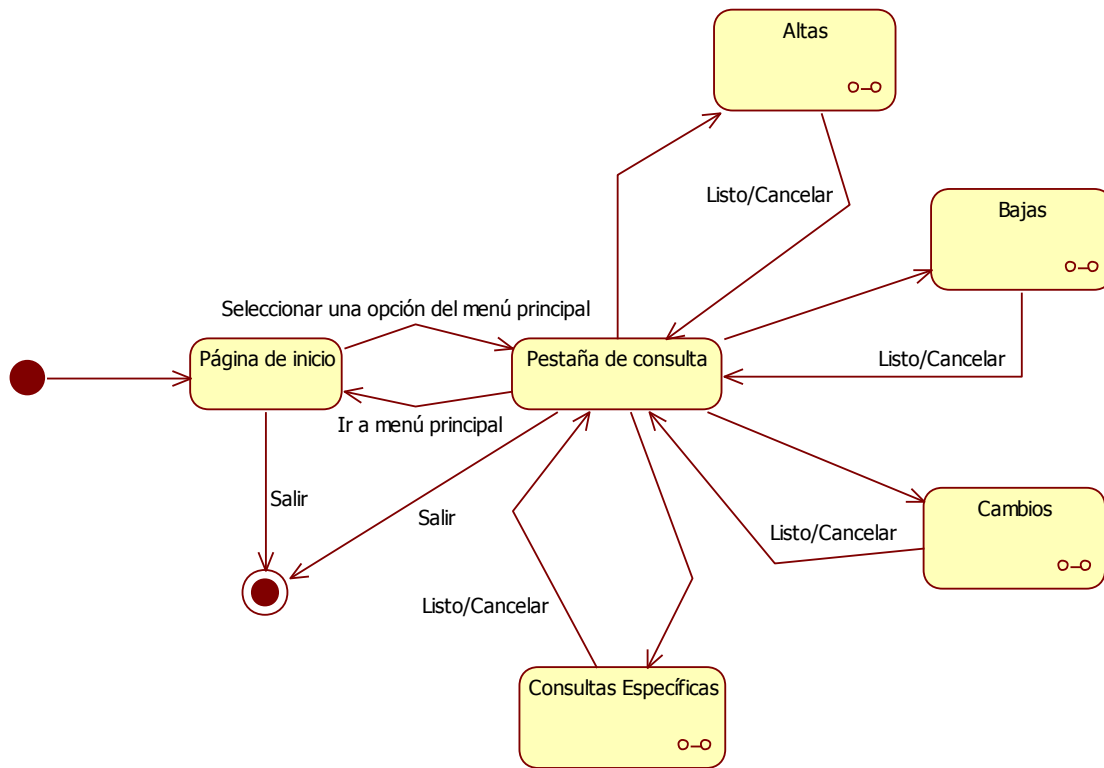 Altas
Listo/Cancelar
Bajas
Seleccionar una opción del menú principal
Página de inicio
Pestaña de consulta
Listo/Cancelar
Ir a menú principal
Salir
Salir
Cambios
Listo/Cancelar
Listo/Cancelar
Consultas Específicas